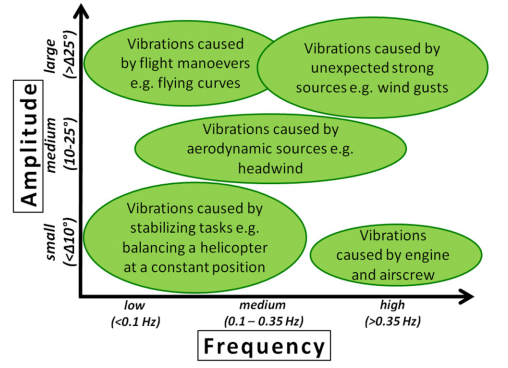 Vibrations caused
by flight manoevers
e.g. flying curves
Vibrations caused by
unexpected strong
sources e.g. wind gusts
Vibrations caused by
aerodynamic sources e.g.
headwind
Vibrations caused by
stabilizing tasks e.g.
balancing a helicopter
at a constant position
Vibrations
caused by engine
and airscrew
Amplitude
large
(>Δ25°)
medium
(10-25°)
small
(<Δ10°)
low
(<0.1 Hz)
medium
(0.1 – 0.35 Hz)
high
(>0.35 Hz)
Frequency